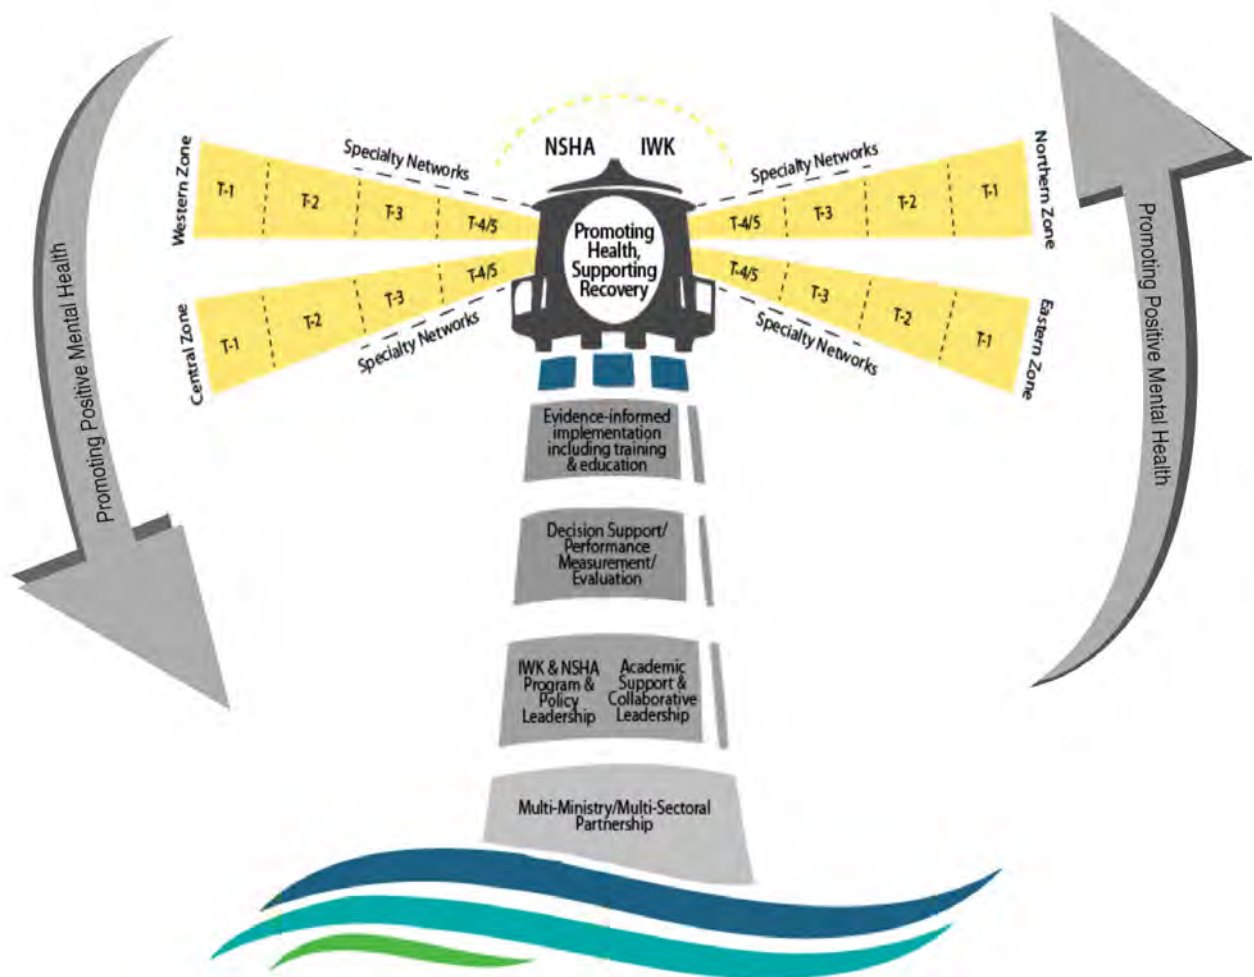 NSHA IWK
Specialty Networks
Specialty Networks
Western Zone
T-1 T-2 T-3 T-4/5
T-4/5 T-3 T-2 T-1
Northern Zone
Promoting
Health,
Supporting
Recovery
Central Zone
T-1 T-2 T-3 T-4/5
T-4/5 T-3 T-2 T-1
Eastern Zone
Specialty Networks
Specialty Networks
Promoting Positive Mental Health
Promoting Positive Mental Health
Evidence-informed
implementation
including training
& education
Decision Support/
Performance
Measurement/
Evaluation
IWK & NSHA
Program &
Policy
Leadership
Academic
Support &
Collaborative
Leadership
Multi-Ministry/Multi-Sectoral
Partnership